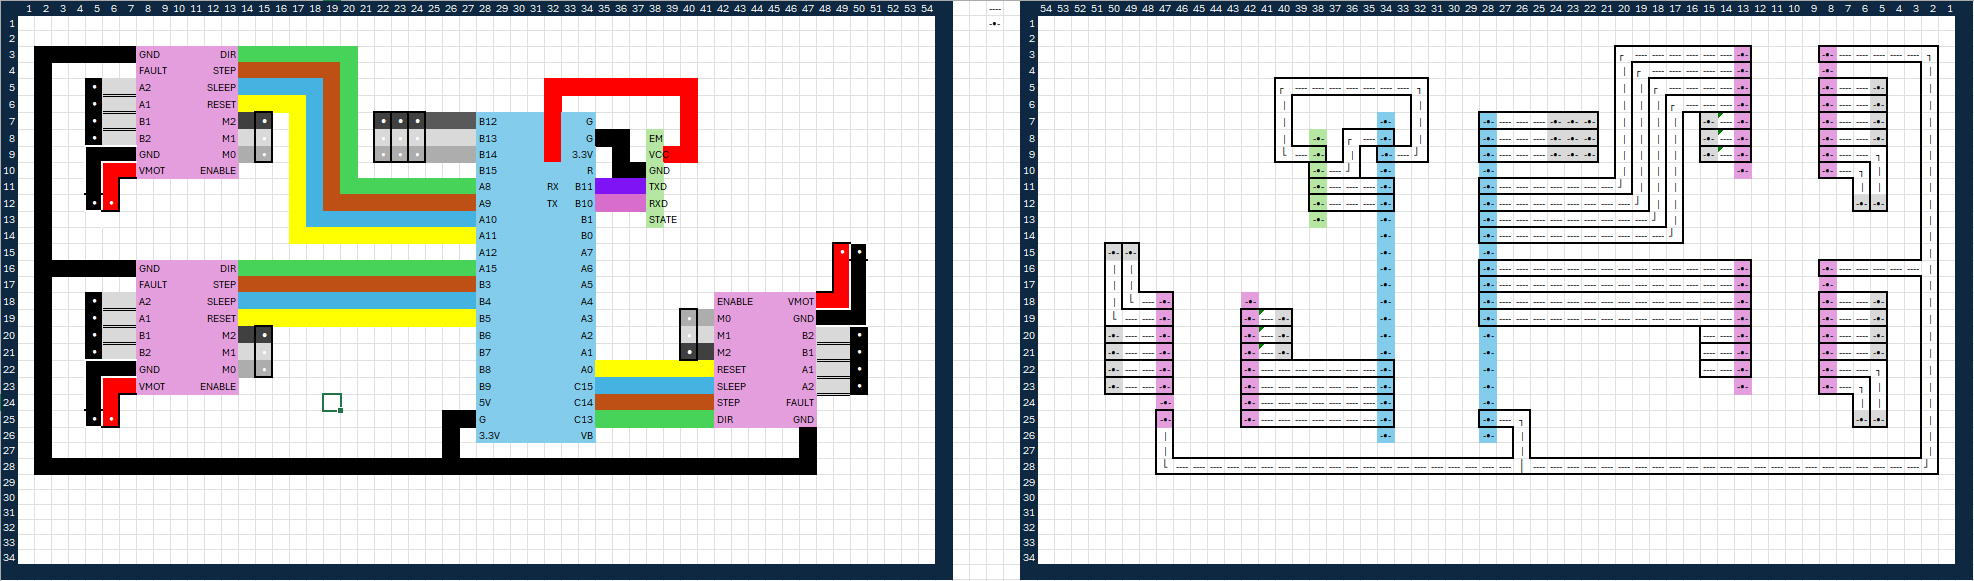 1 2 3 4 5 6 7 8 9 10 11 12 13 14 15 16 17 18 19 20 21 22 23 24 25 26 27 28 29 30 31 32 33 34 35 36 37 38 39 40 41 42 43 44 45 46 47 48 49 50 51 52 53 54
54 53 52 51 50 49 48 47 46 45 44 43 42 41 40 39 38 37 36 35 34 33 32 31 30 29 28 27 26 25 24 23 22 21 20 19 18 17 16 15 14 13 12 11 10 9 8 7 6 5 4 3 2 1
1 1
2 2
3 GND DIR 3
4 FAULT STEP 4
5 A2 SLEEP 5
6 A1 RESET 6
7 B1 M2 B12 G 7
8 B2 M1 B13 G EM 8
9 GND M0 B14 3.3V VCC 9
10 VMOT ENABLE B15 R GND 10
11 A8 RX B11 TXD 11
12 A9 TX B10 RXD 12
13 A10 B1 STATE 13
14 A11 B0 14
15 A12 A7 15
16 GND DIR A15 A6 16
17 FAULT STEP B3 A5 17
18 A2 SLEEP B4 A4 ENABLE VMOT 18
19 A1 RESET B5 A3 M0 GND 19
20 B1 M2 B6 A2 M1 B2 20
21 B2 M1 B7 A1 M2 B1 21
22 GND M0 B8 A0 RESET A1 22
23 VMOT ENABLE B9 C15 SLEEP A2 23
24 5V C14 STEP FAULT 24
25 G C13 DIR GND 25
26 3.3V VB 26
27 27
28 28
29 29
30 30
31 31
32 32
33 33
34 34